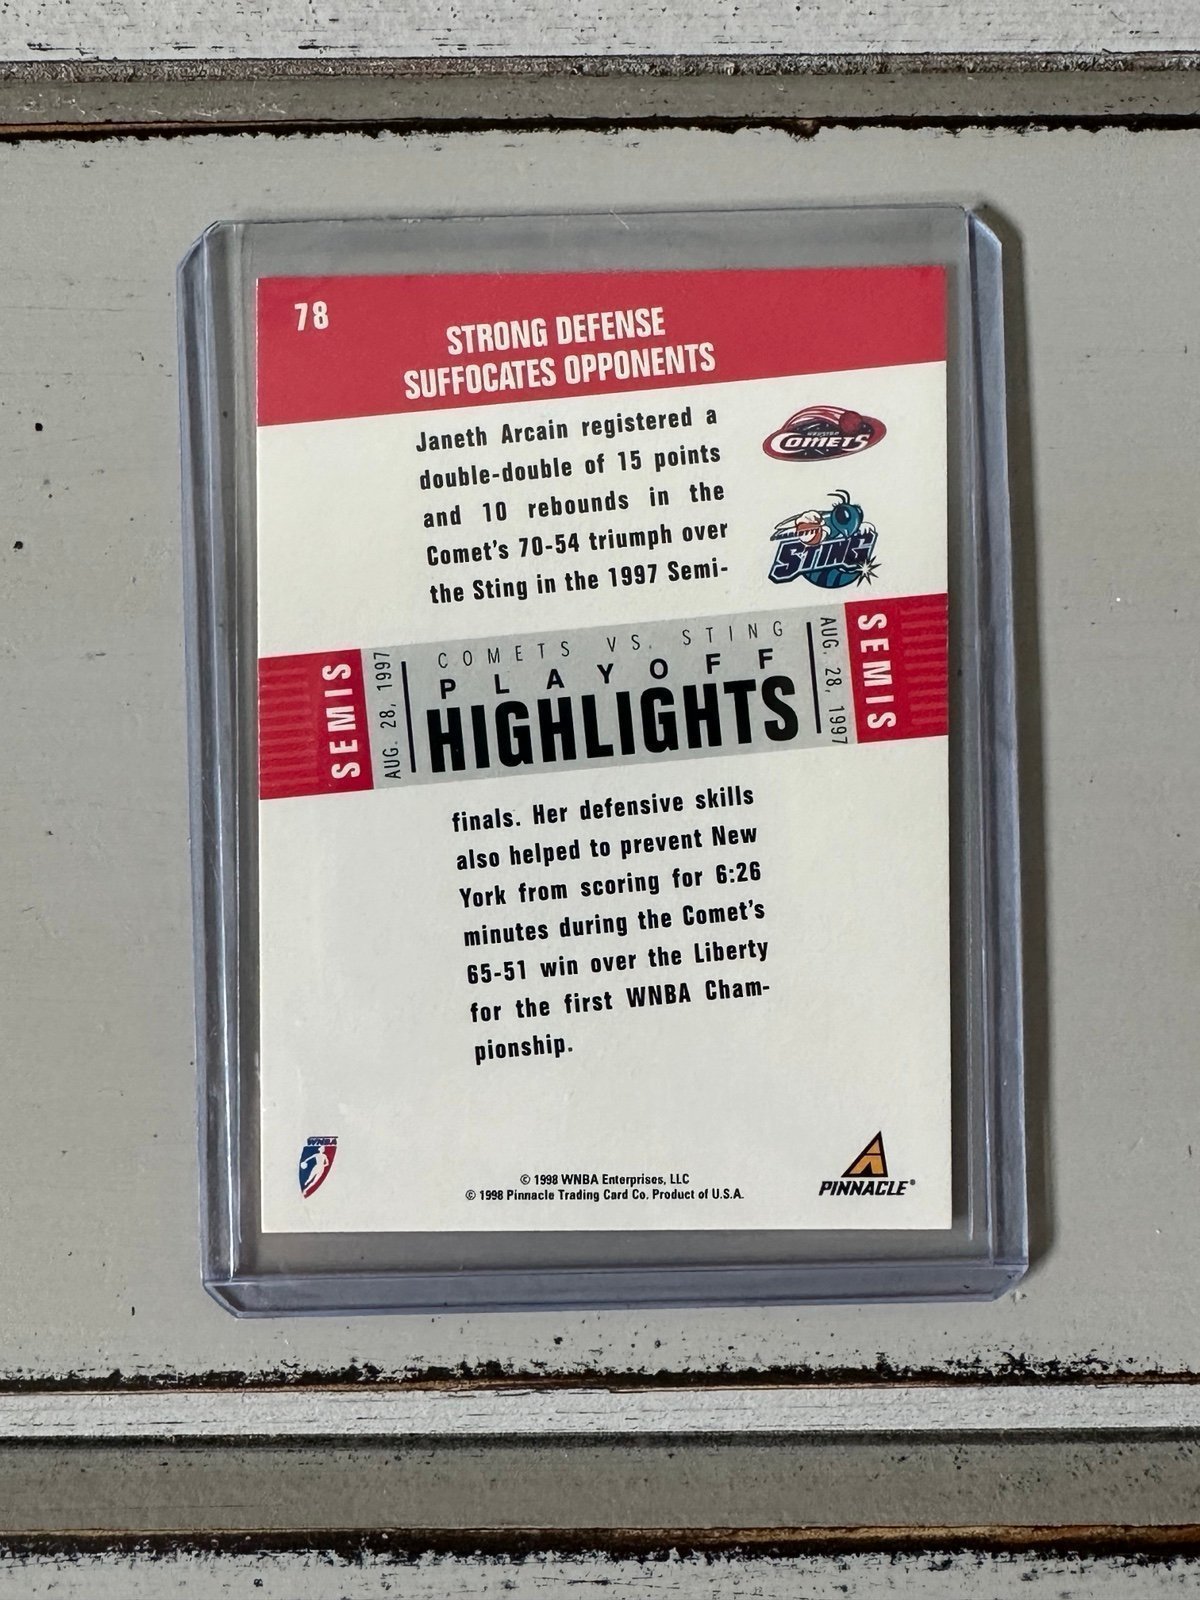 78
STRONG DEFENSE
SUFFOCATES OPPONENTS
Janeth Arcain registered a
double-double of 15 points
and 10 rebounds in the
Comet's 70-54 triumph over
the Sting in the 1997 Semi-
COMETS
STING
SEMIS
AUG. 28, 1997
COMETS VS. STING
PLAYOFF
HIGHLIGHTS
AUG. 28, 1997
SEMIS
finals. Her defensive skills
also helped to prevent New
York from scoring for 6:26
minutes during the Comet's
65-51 win over the Liberty
for the first WNBA Cham-
pionship.
WNBA
© 1998 WNBA Enterprises, LLC
© 1998 Pinnacle Trading Card Co. Product of U.S.A.
PINNACLE®